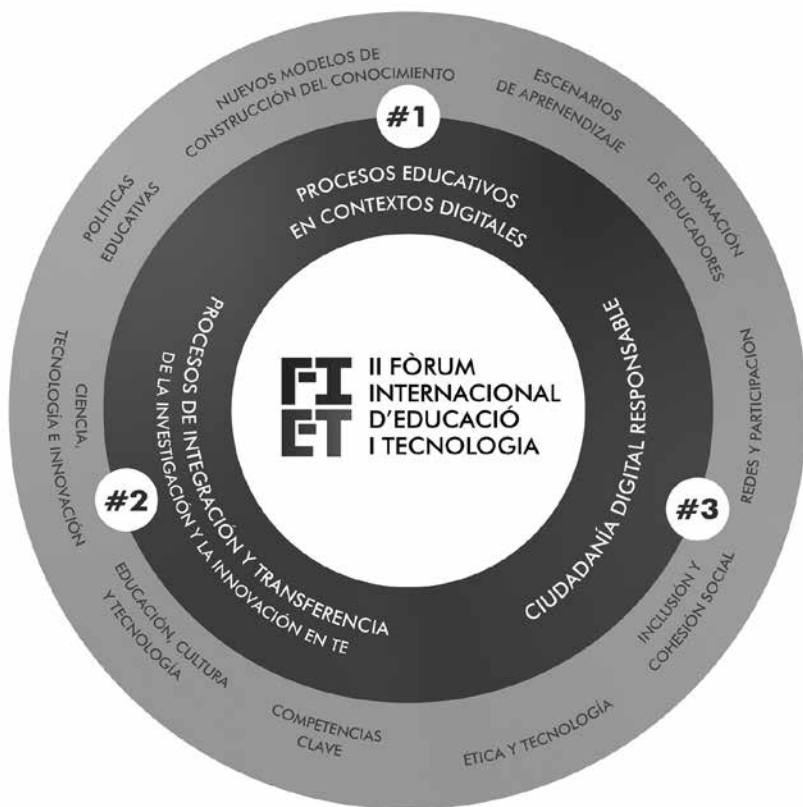 NUEVOS MODELOS DE
CONSTRUCCIÓN DEL CONOCIMIENTO
ESCENARIOS
DE APRENENDIZAJE
FORMACIÓN
DE EDUCADORES
REDES Y PARTICIPACIÓN
INCLUSIÓN Y
COHESIÓN SOCIAL
ÉTICA Y TECNOLOGÍA
COMPETENCIAS
CLAVE
EDUCACIÓN, CULTURA
Y TECNOLOGÍA
CIENCIA,
TECNOLOGÍA E INNOVACIÓN
POLÍTICAS
EDUCATIVAS
#1
PROCESOS EDUCATIVOS
EN CONTEXTOS DIGITALES
#2
PROCESOS DE INTEGRACIÓN Y TRANSFERENCIA
DE LA INVESTIGACIÓN Y LA INNOVACIÓN EN TE
#3
CIUDADANÍA DIGITAL RESPONSABLE
FI
ET
II FÒRUM
INTERNACIONAL
D'EDUCACIÓ
I TECNOLOGIA